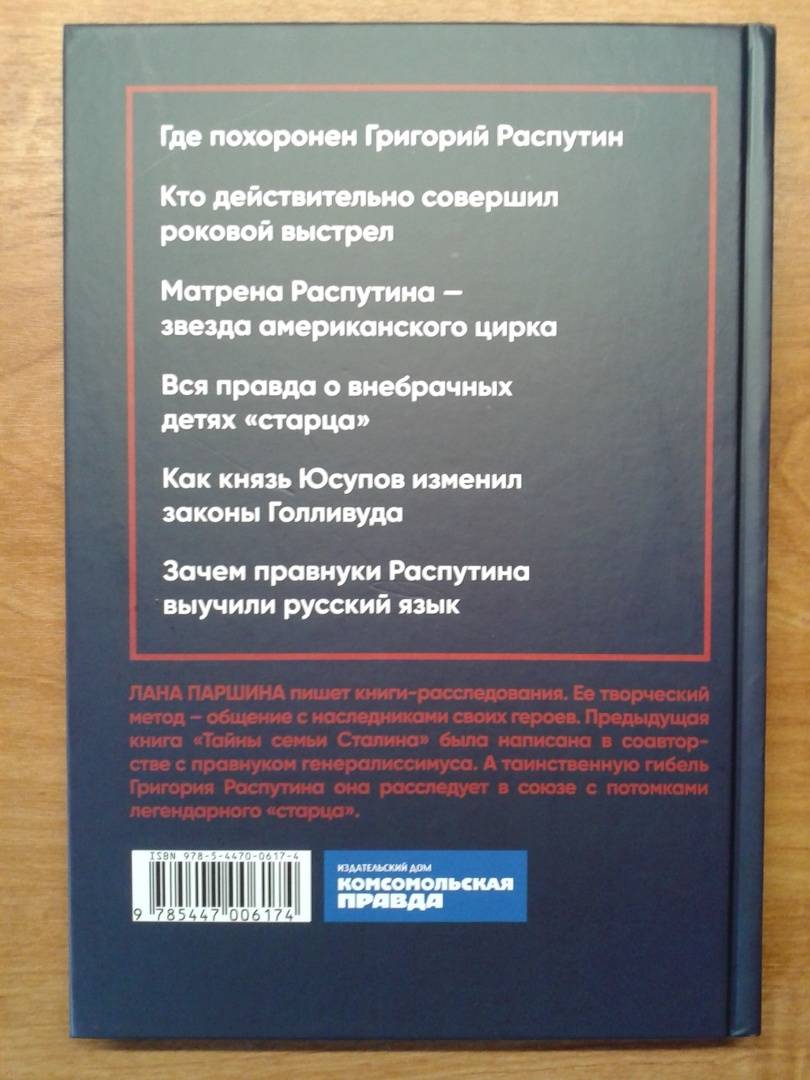 Где похоронен Григорий Распутин
Кто действительно совершил
роковой выстрел
Матрена Распутина —
звезда американского цирка
Вся правда о внебрачных
детях «старца»
Как князь Юсупов изменил
законы Голливуда
Зачем правнуки Распутина
выучили русский язык
ЛАНА ПАРШИНА пишет книги-расследования. Ее творческий
метод – общение с наследниками своих героев. Предыдущая
книга «Тайны семьи Сталина» была написана в соавтор-
стве с правнуком генералиссимуса. А таинственную гибель
Григория Распутина она расследует в союзе с потомками
легендарного «старца».
ISBN 978-5-4470-0617-4
9 785447 006174
ИЗДАТЕЛЬСКИЙ ДОМ
КОМСОМОЛЬСКАЯ
ПРАВДА